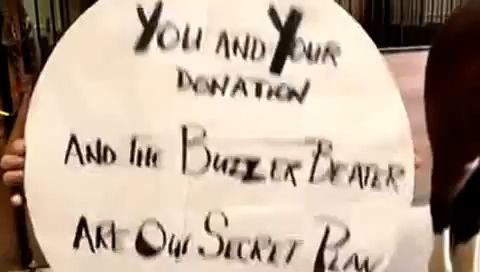 YOU AND YOUR
DONATION
AND THE BUZZER BEATER
ARE OUR SECRET PLAN